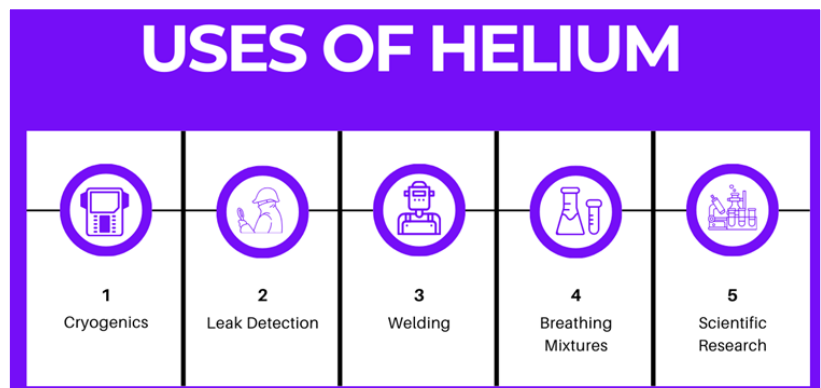 USES OF HELIUM
1
Cryogenics
2
Leak Detection
3
Welding
4
Breathing
Mixtures
5
Scientific
Research